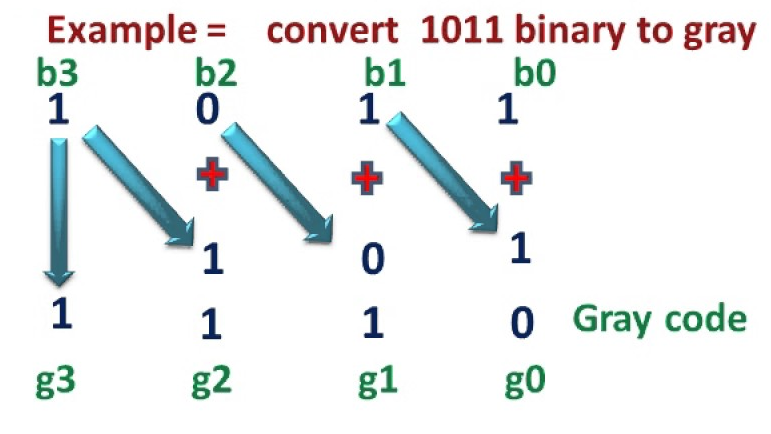 Example = convert 1011 binary to gray
b3 b2 b1 b0
1 0 1 1
+ + +
1 0 1
1 1 1 0 Gray code
g3 g2 g1 g0